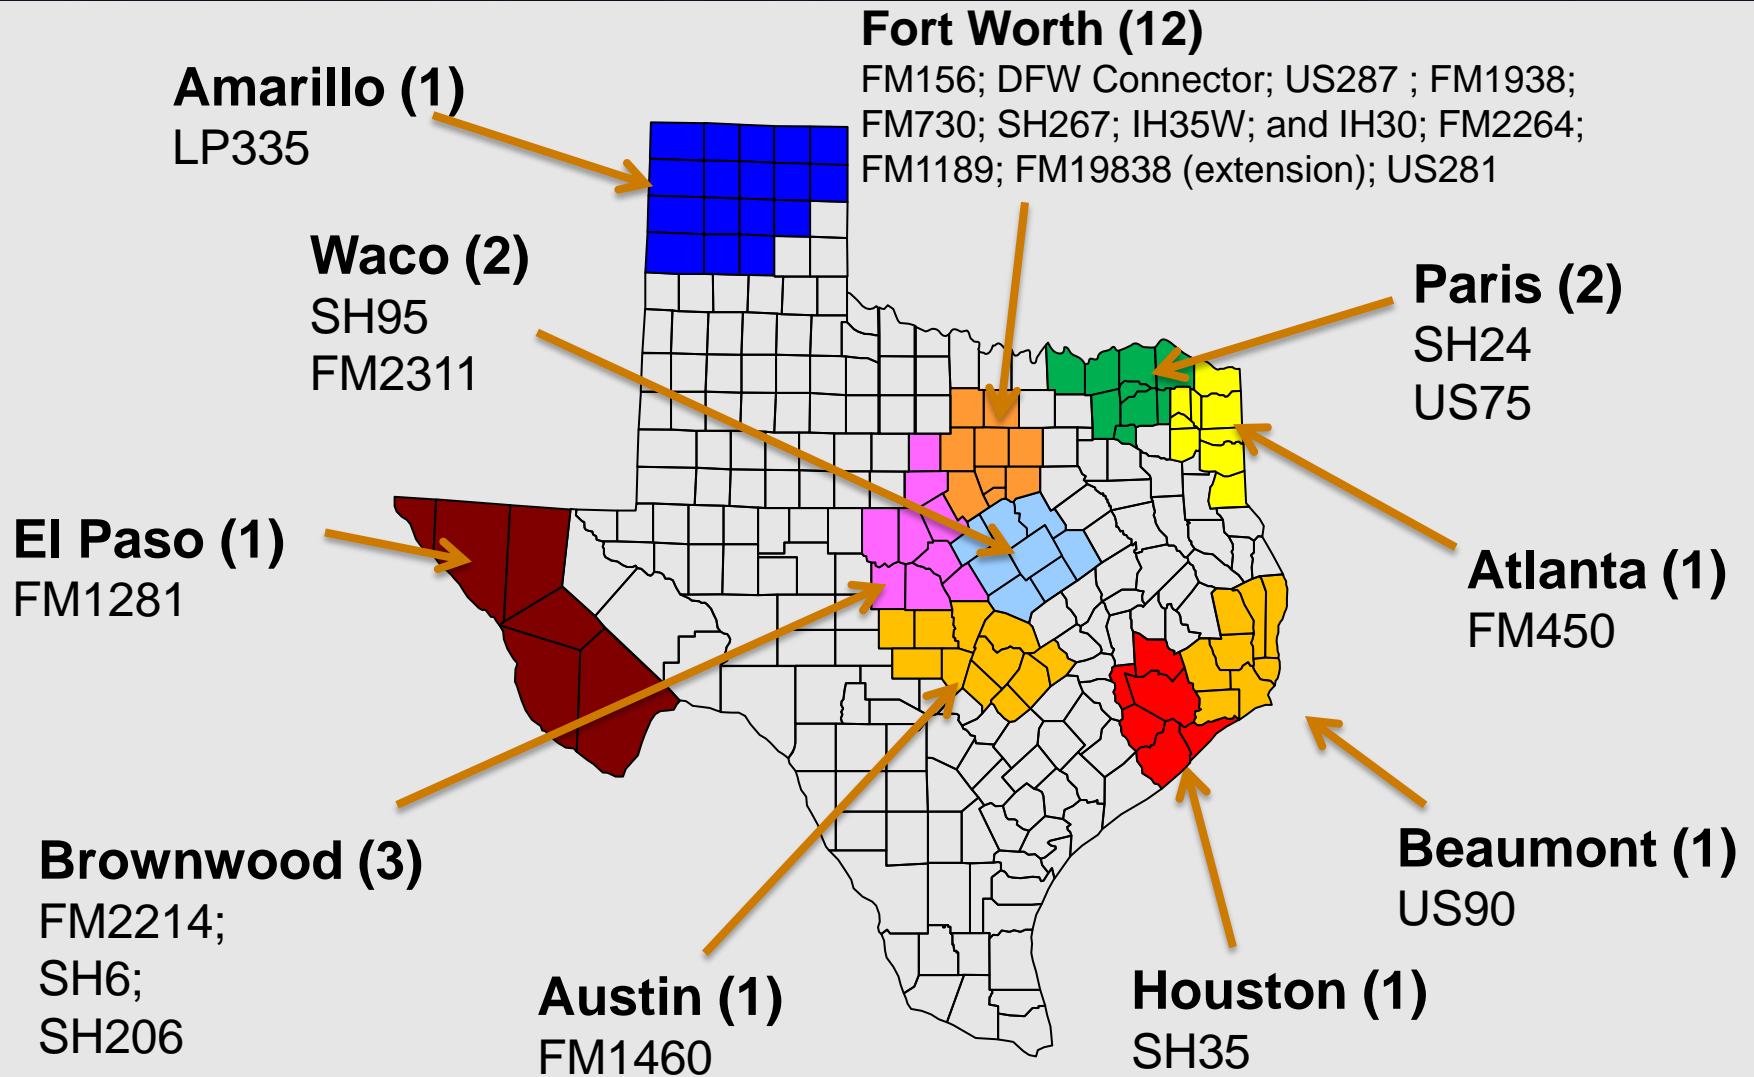 Fort Worth (12)
FM156; DFW Connector; US287 ; FM1938;
FM730; SH267; IH35W; and IH30; FM2264;
FM1189; FM19838 (extension); US281
Amarillo (1)
LP335
Waco (2)
SH95
FM2311
Paris (2)
SH24
US75
El Paso (1)
FM1281
Atlanta (1)
FM450
Brownwood (3)
FM2214;
SH6;
SH206
Beaumont (1)
US90
Austin (1)
FM1460
Houston (1)
SH35